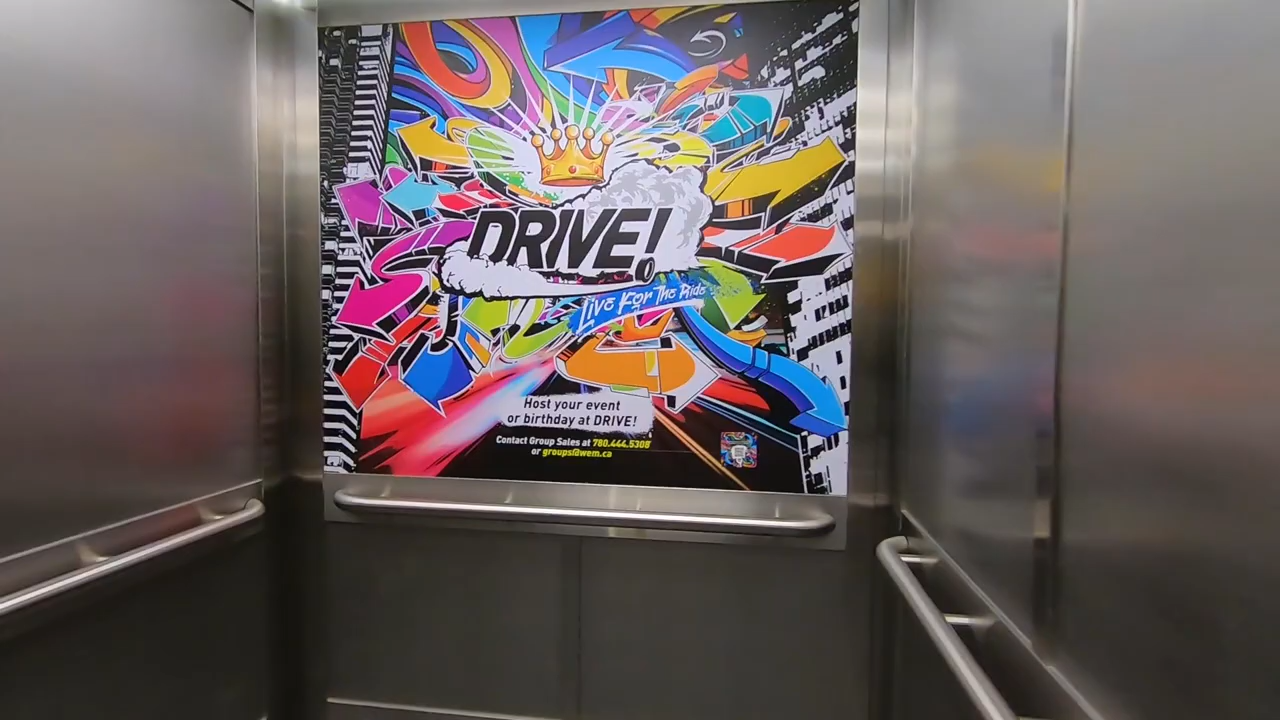 DRIVE!
Live For The Ride
Host your event
or birthday at DRIVE!
Contact Group Sales at 780.444.5308
or groups@wem.ca